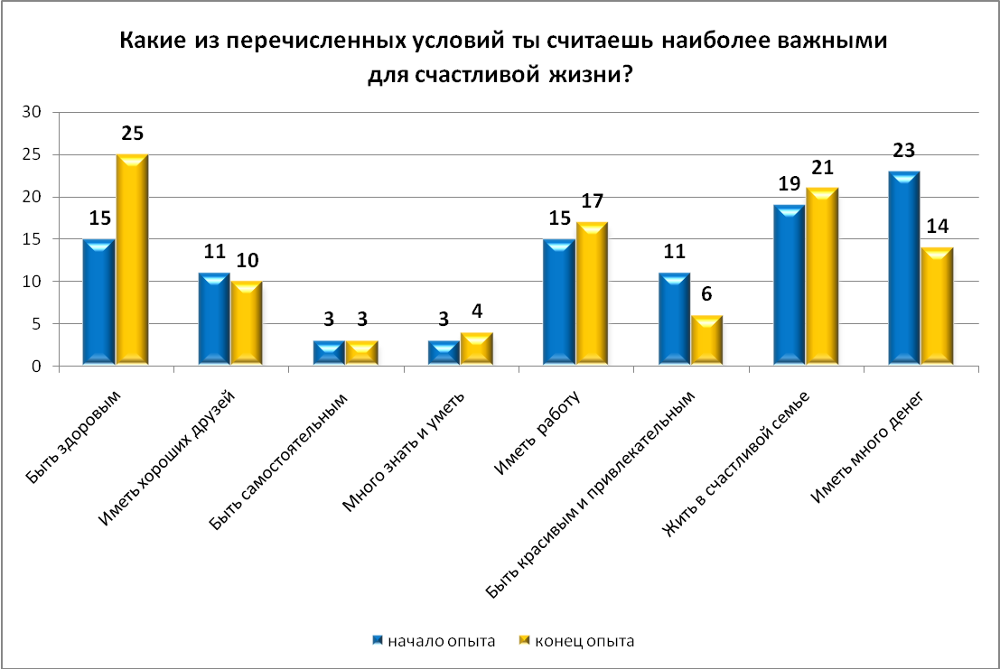 Какие из перечисленных условий ты считаешь наиболее важными
для счастливой жизни?
30
25
20
15
10
5
0
15
25
11
10
3
3
3
4
15
17
11
6
19
21
23
14
Быть здоровым
Иметь хороших друзей
Быть самостоятельным
Много знать и уметь
Иметь работу
Быть красивым и привлекательным
Жить в счастливой семье
Иметь много денег
начало опыта
конец опыта